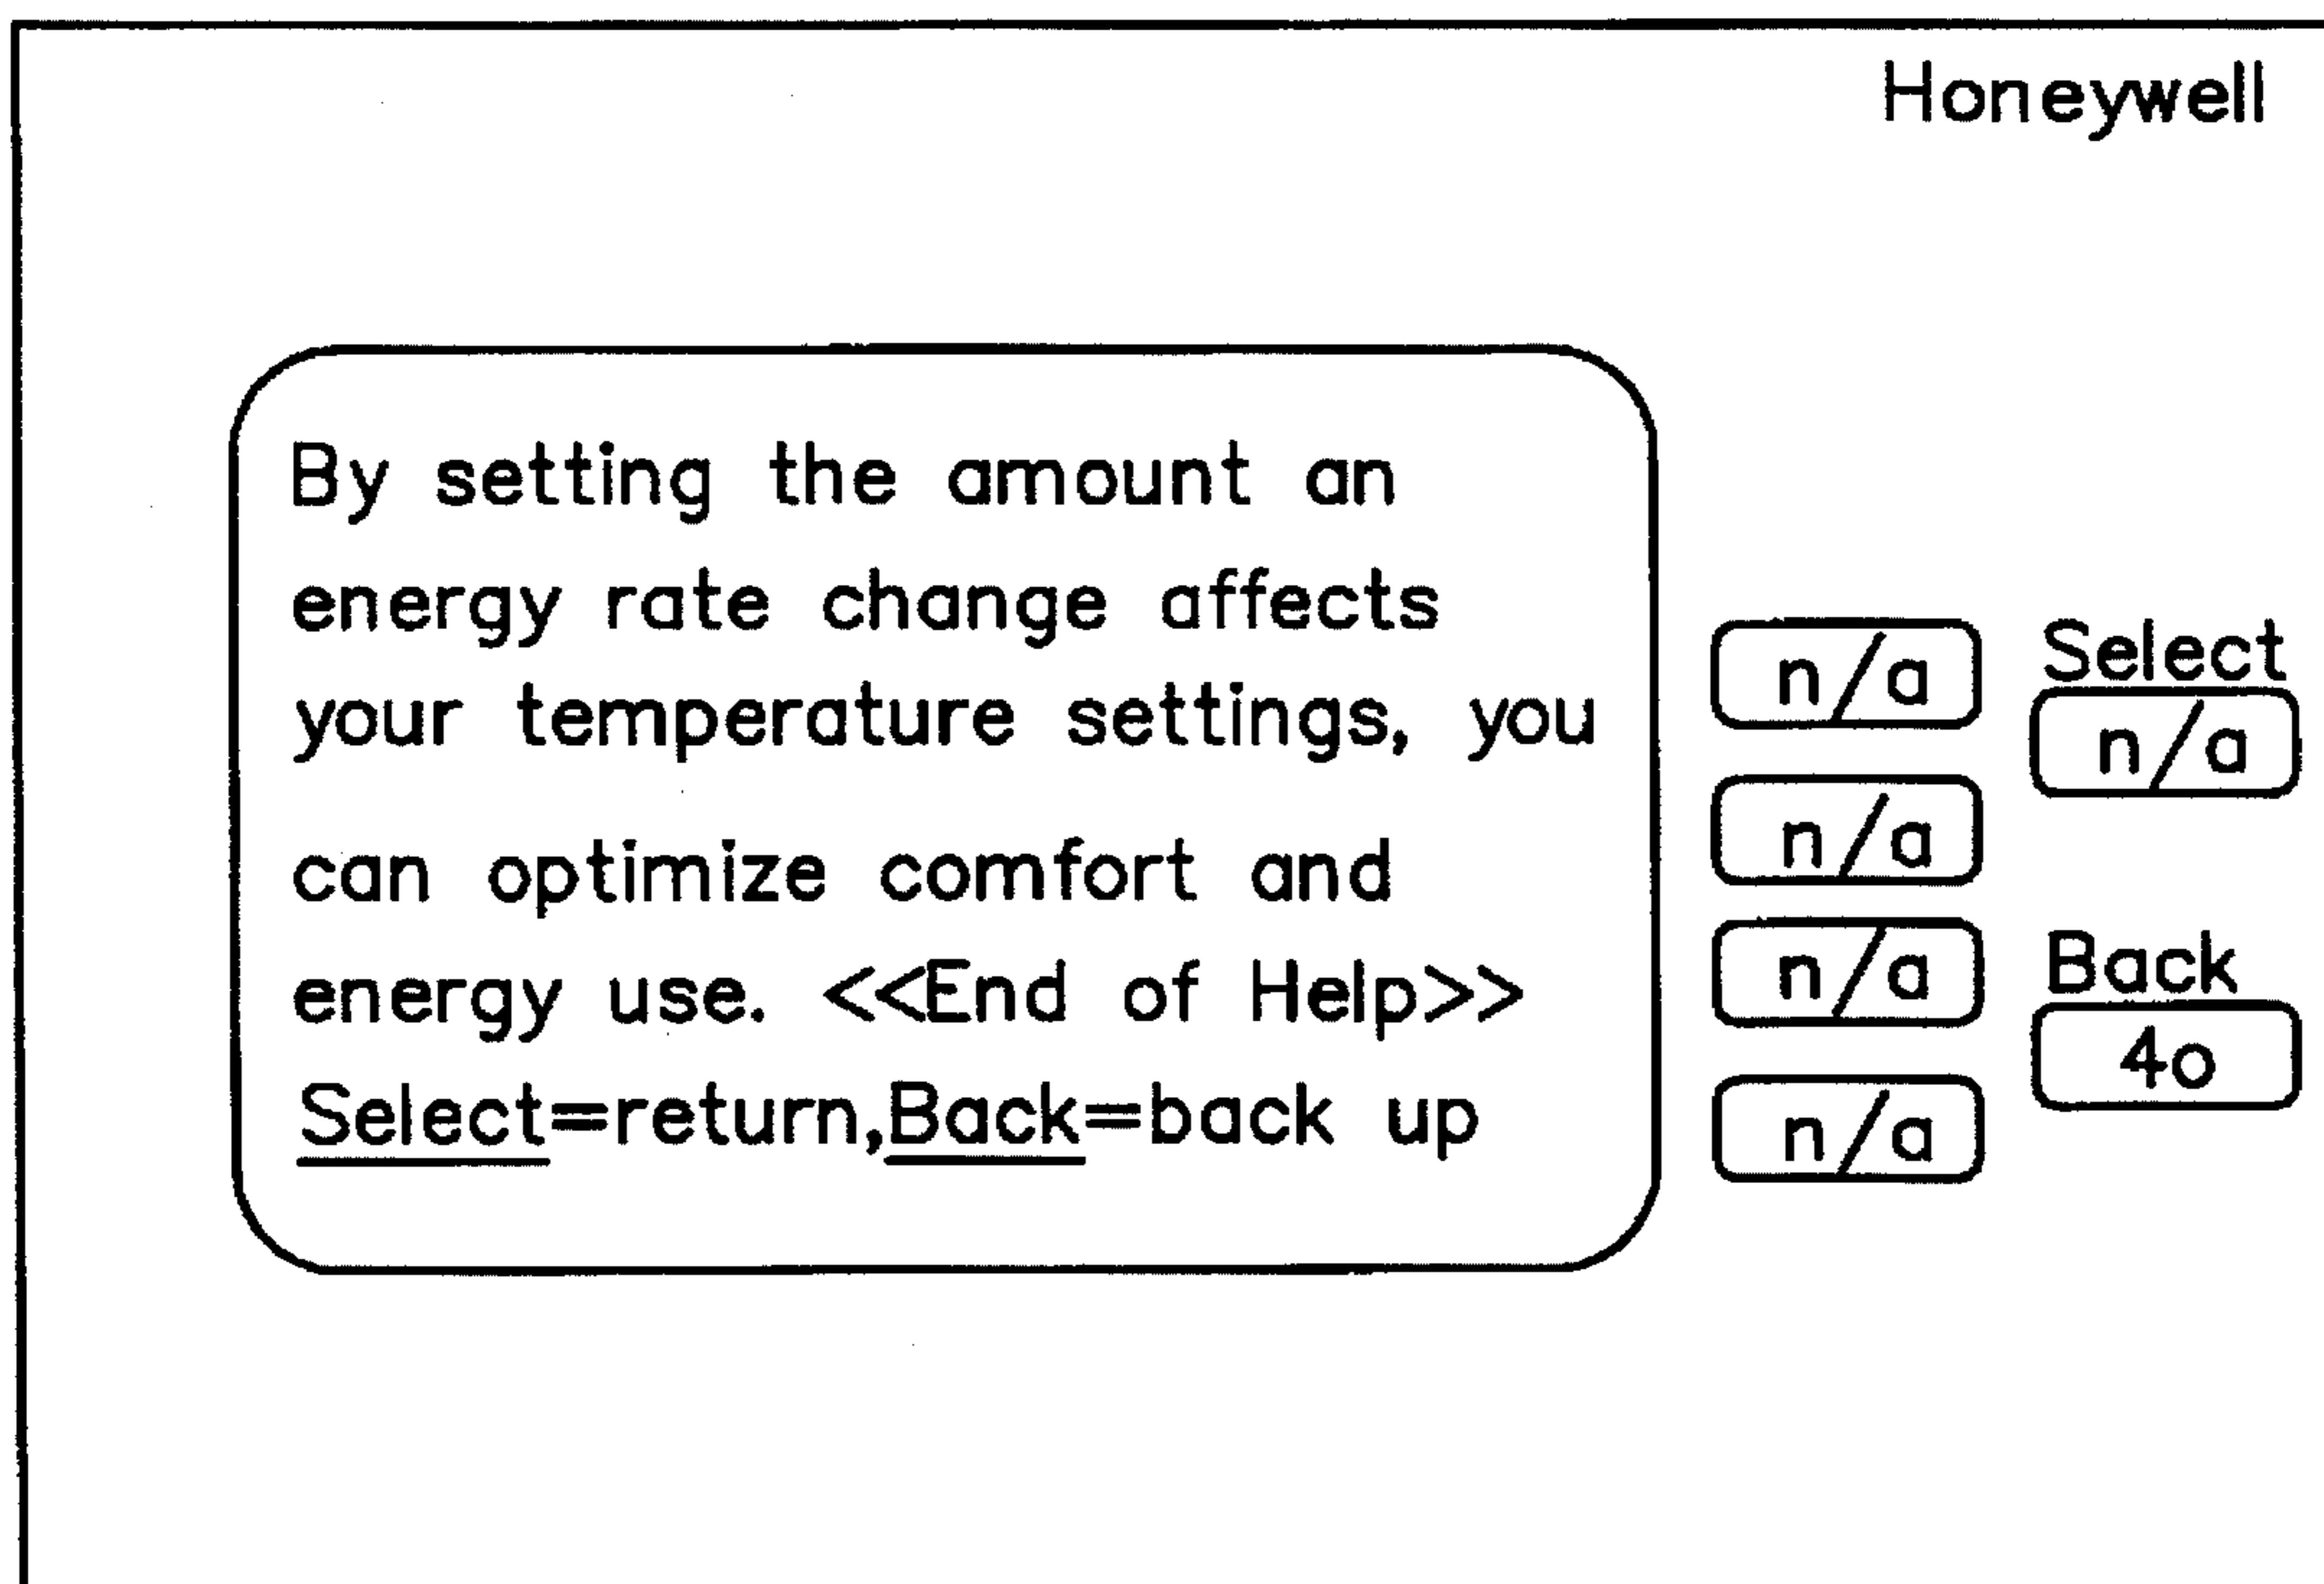 Honeywell
By setting the amount an
energy rate change affects
your temperature settings, you
can optimize comfort and
energy use. <<End of Help>>
Select=return,Back=back up
n/a
n/a
n/a
n/a
Select
n/a
Back
4o